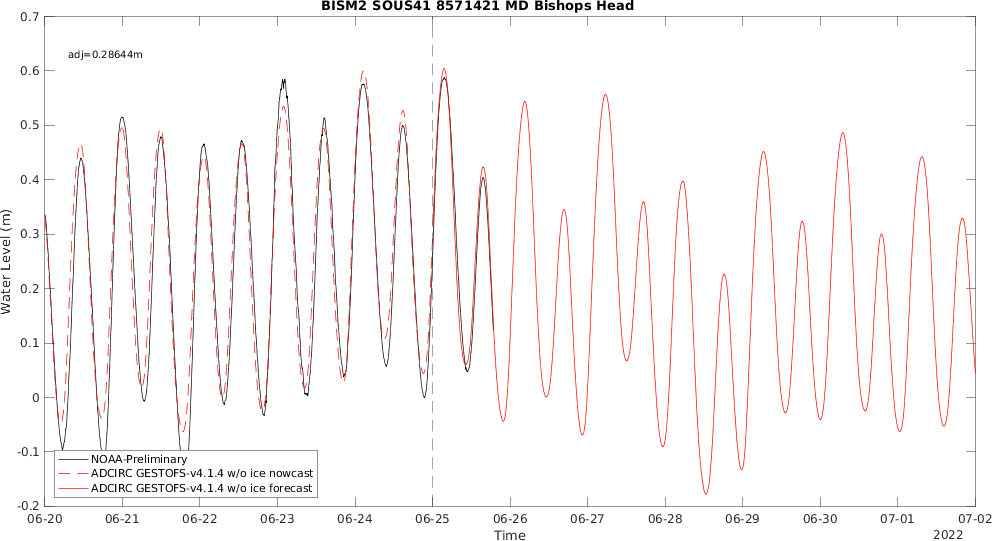 BISM2 SOUS41 8571421 MD Bishops Head
adj=0.28644m
Water Level (m)
0.7
0.6
0.5
0.4
0.3
0.2
0.1
0
-0.1
-0.2
NOAA-Preliminary
ADCIRC GESTOFS-v4.1.4 w/o ice nowcast
ADCIRC GESTOFS-v4.1.4 w/o ice forecast
06-20 06-21 06-22 06-23 06-24 06-25 06-26 06-27 06-28 06-29 06-30 07-01 07-02
Time
2022